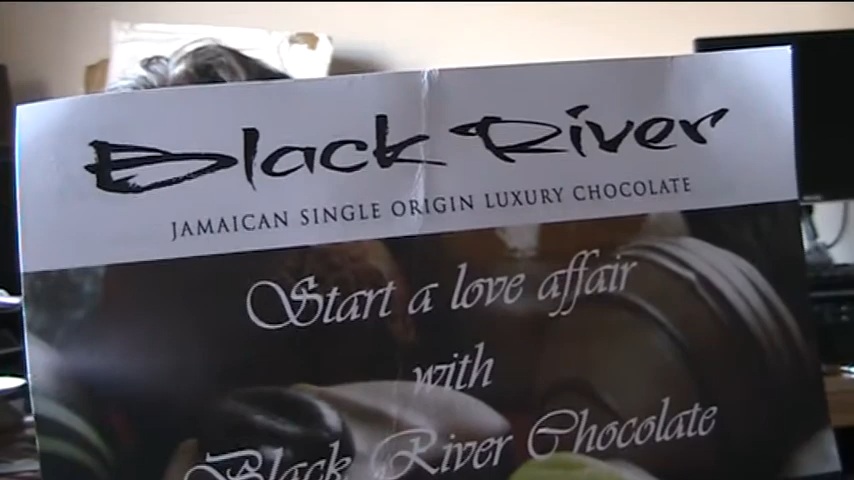 Black River
JAMAICAN SINGLE ORIGIN LUXURY CHOCOLATE
Start a love affair
with
Black River Chocolate